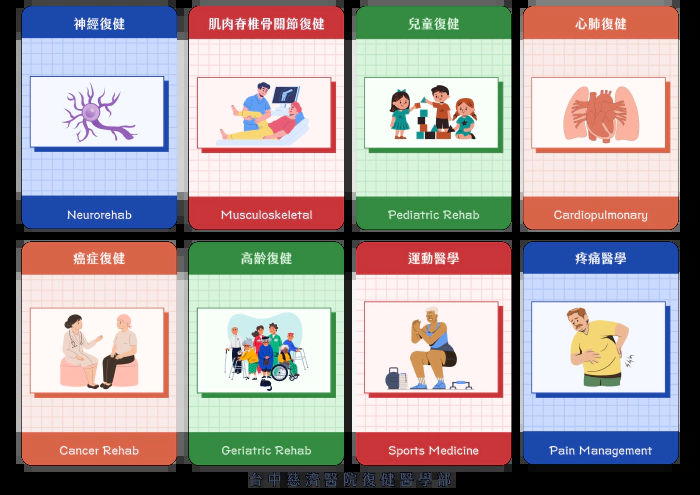 神經復健
肌肉脊椎骨關節復健
兒童復健
心肺復健
Neurorehab
Musculoskeletal
Pediatric Rehab
Cardiopulmonary
癌症復健
高齡復健
運動醫學
疼痛醫學
Cancer Rehab
Geriatric Rehab
Sports Medicine
Pain Management
台中慈濟醫院復健醫學部